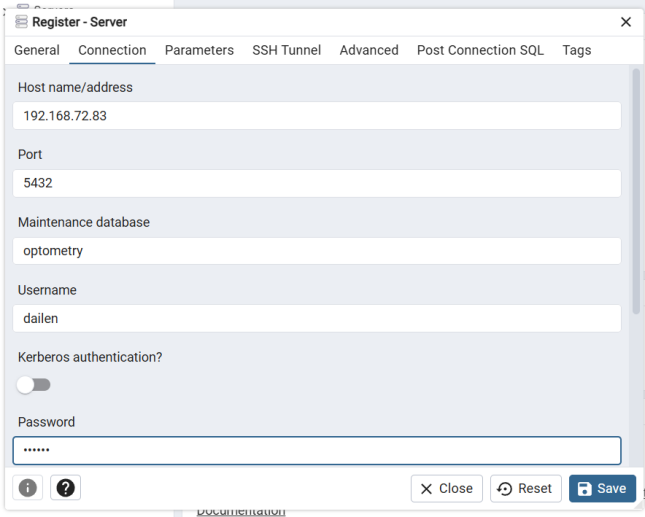 Servers
Register - Server
General Connection Parameters SSH Tunnel Advanced Post Connection SQL Tags
Host name/address
192.168.72.83
Port
5432
Maintenance database
optometry
Username
dailen
Kerberos authentication?
Password
••••••
Close Reset Save
Documentation